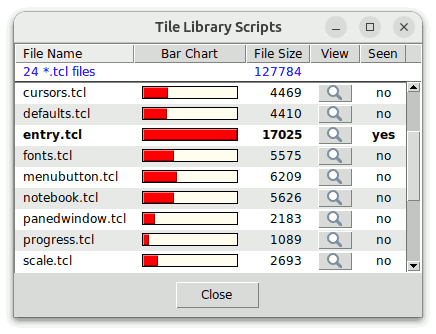 Tile Library Scripts
File Name Bar Chart File Size View Seen
24 *.tcl files 127784
cursors.tcl 4469 no
defaults.tcl 4410 no
entry.tcl 17025 yes
fonts.tcl 5575 no
menubutton.tcl 6209 no
notebook.tcl 5626 no
panedwindow.tcl 2183 no
progress.tcl 1089 no
scale.tcl 2693 no
Close